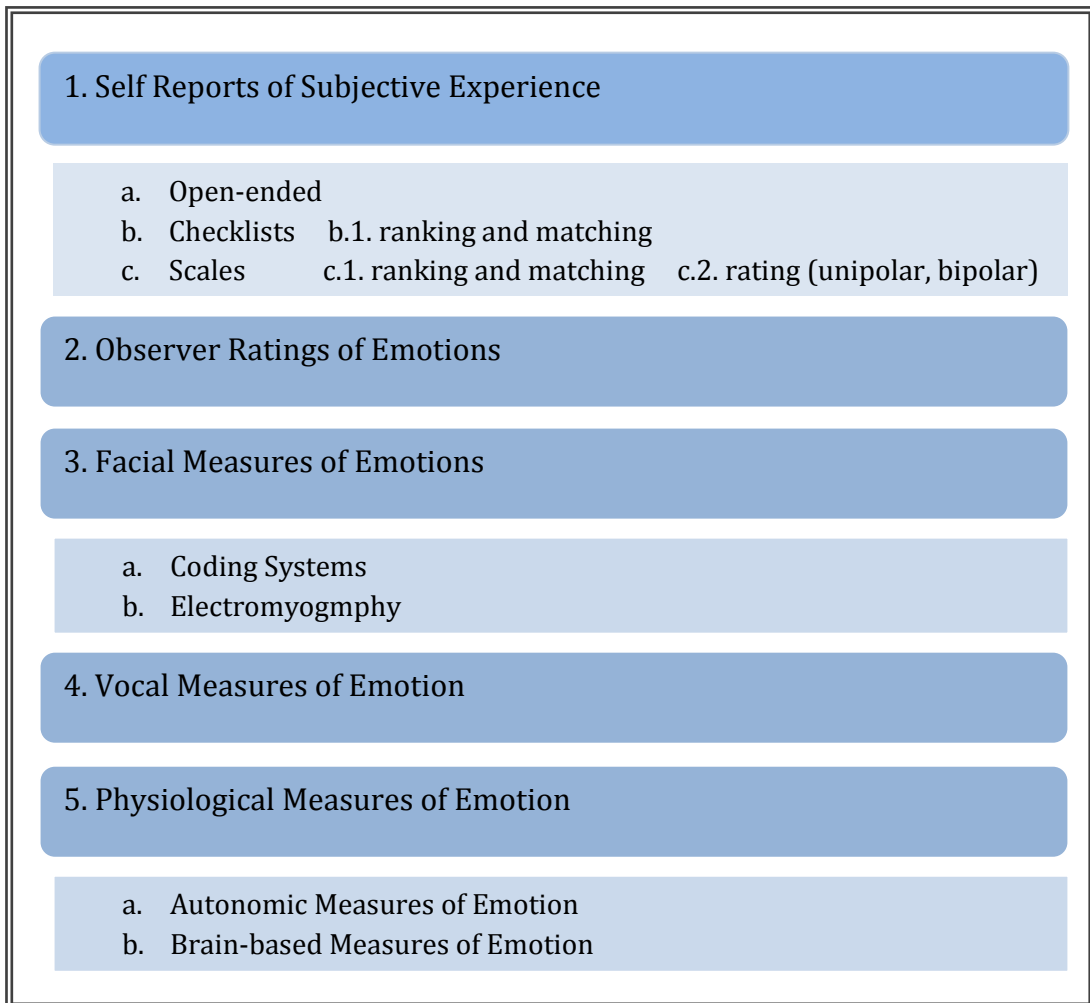 1. Self Reports of Subjective Experience
a. Open-ended
b. Checklists b.1. ranking and matching
c. Scales c.1. ranking and matching c.2. rating (unipolar, bipolar)
2. Observer Ratings of Emotions
3. Facial Measures of Emotions
a. Coding Systems
b. Electromyogmphy
4. Vocal Measures of Emotion
5. Physiological Measures of Emotion
a. Autonomic Measures of Emotion
b. Brain-based Measures of Emotion